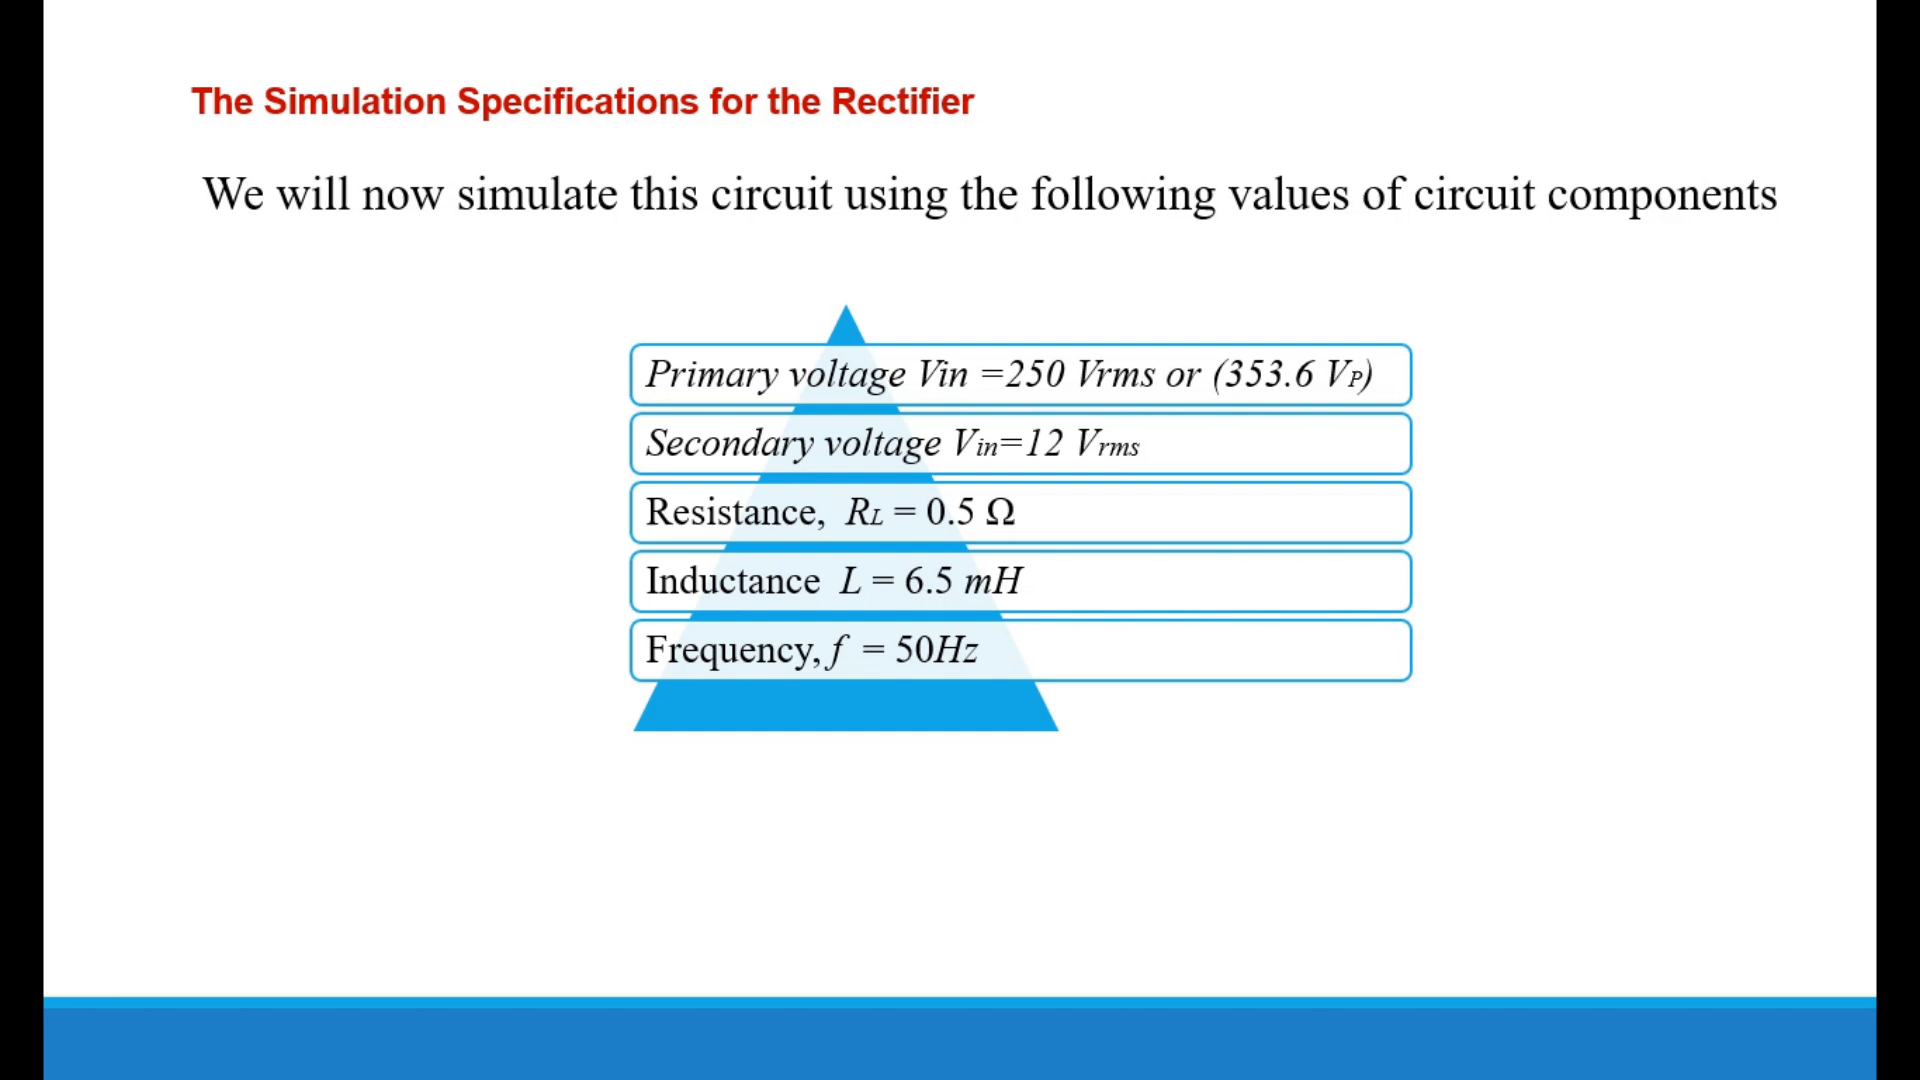 The Simulation Specifications for the Rectifier
We will now simulate this circuit using the following values of circuit components
Primary voltage Vin =250 Vrms or (353.6 VP)
Secondary voltage Vin=12 Vrms
Resistance, RL = 0.5 Ω
Inductance L = 6.5 mH
Frequency, f = 50Hz